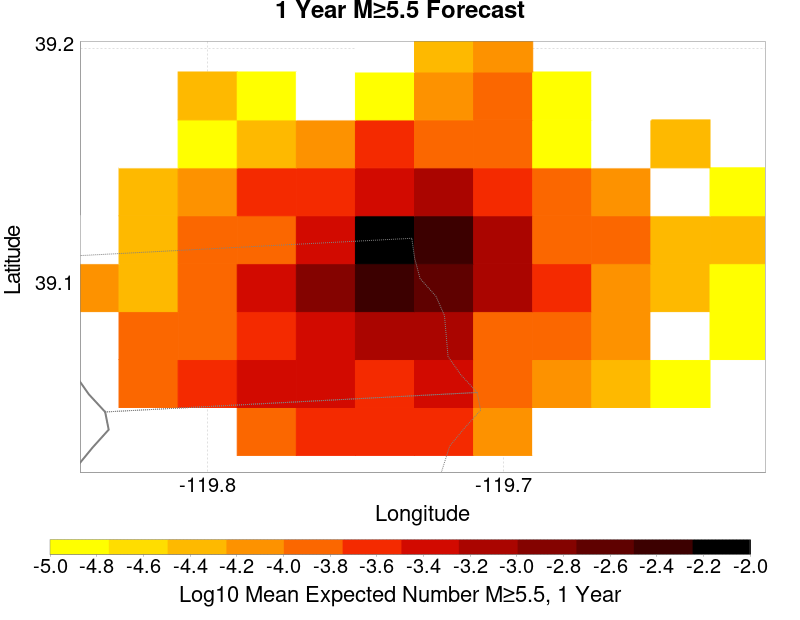 1 Year M≥5.5 Forecast
39.2
39.1
Latitude
-119.8 -119.7
Longitude
-5.0 -4.8 -4.6 -4.4 -4.2 -4.0 -3.8 -3.6 -3.4 -3.2 -3.0 -2.8 -2.6 -2.4 -2.2 -2.0
Log10 Mean Expected Number M≥5.5, 1 Year